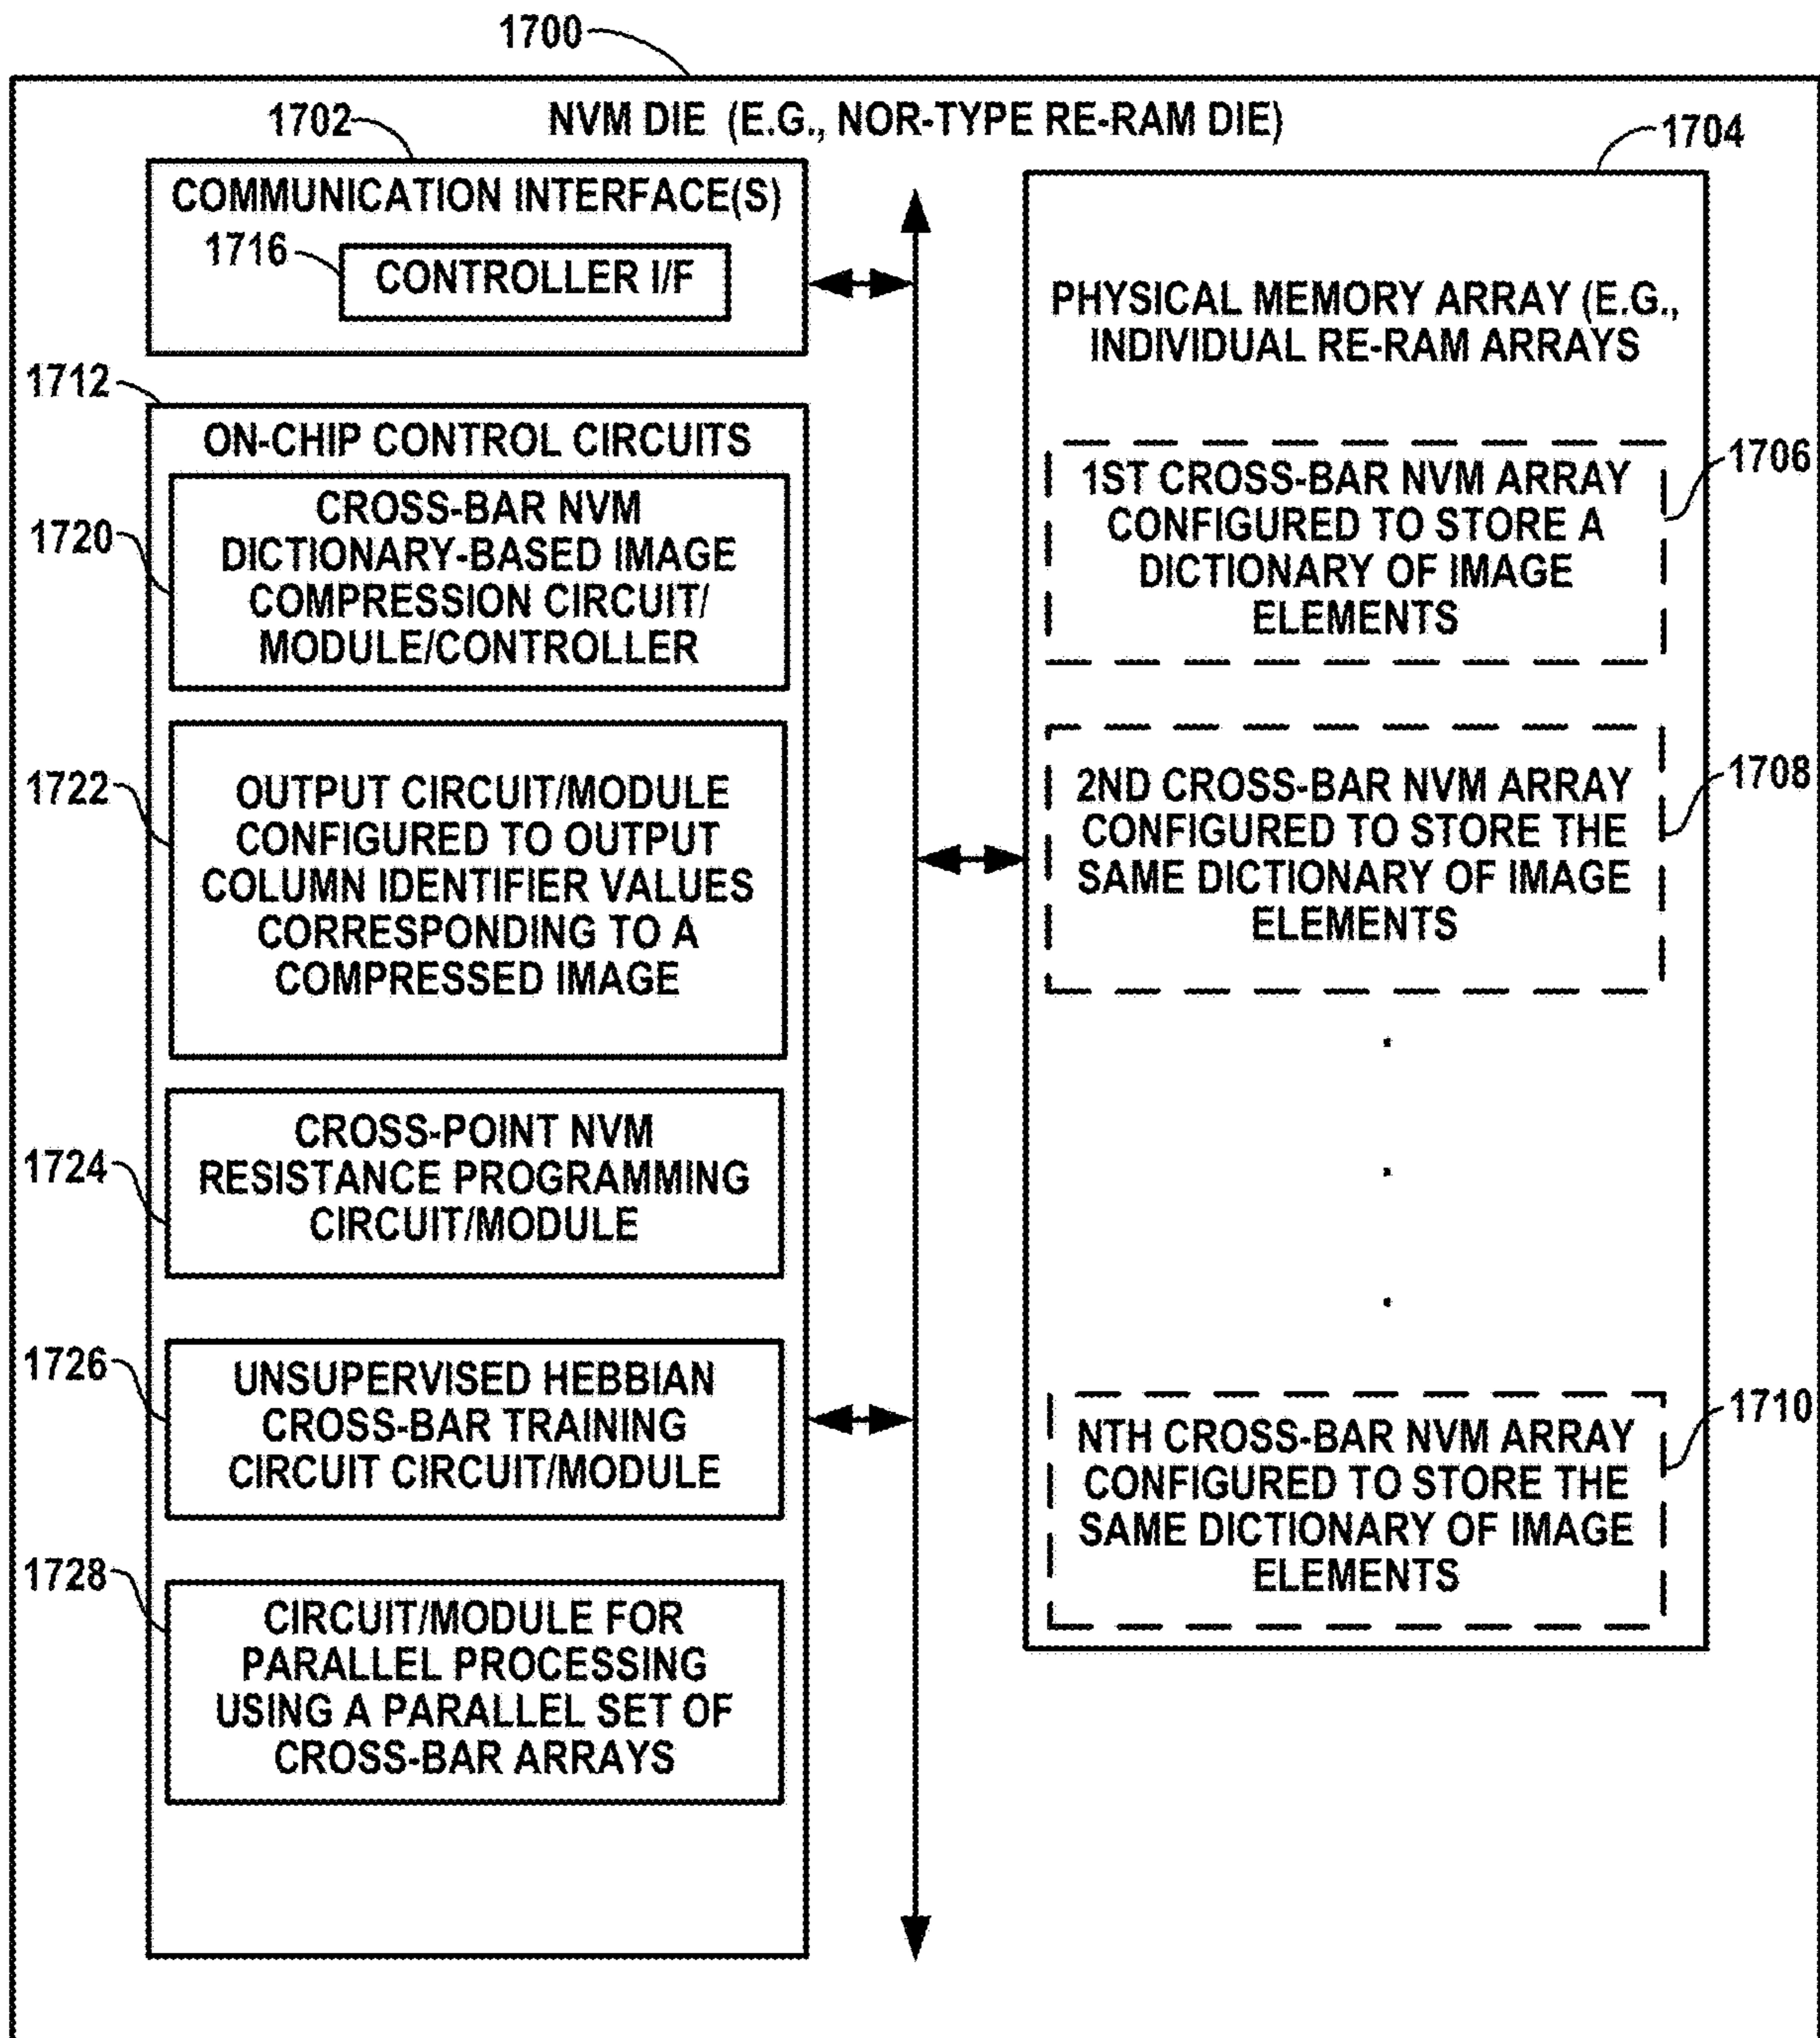 1700
NVM DIE (E.G., NOR-TYPE RE-RAM DIE)
1702
COMMUNICATION INTERFACE(S)
1716
CONTROLLER I/F
1712
ON-CHIP CONTROL CIRCUITS
1720
CROSS-BAR NVM
DICTIONARY-BASED IMAGE
COMPRESSION CIRCUIT/
MODULE/CONTROLLER
1722
OUTPUT CIRCUIT/MODULE
CONFIGURED TO OUTPUT
COLUMN IDENTIFIER VALUES
CORRESPONDING TO A
COMPRESSED IMAGE
1724
CROSS-POINT NVM
RESISTANCE PROGRAMMING
CIRCUIT/MODULE
1726
UNSUPERVISED HEBBIAN
CROSS-BAR TRAINING
CIRCUIT CIRCUIT/MODULE
1728
CIRCUIT/MODULE FOR
PARALLEL PROCESSING
USING A PARALLEL SET OF
CROSS-BAR ARRAYS
1704
PHYSICAL MEMORY ARRAY (E.G.,
INDIVIDUAL RE-RAM ARRAYS
1706
1ST CROSS-BAR NVM ARRAY
CONFIGURED TO STORE A
DICTIONARY OF IMAGE
ELEMENTS
1708
2ND CROSS-BAR NVM ARRAY
CONFIGURED TO STORE THE
SAME DICTIONARY OF IMAGE
ELEMENTS
.
.
.
1710
NTH CROSS-BAR NVM ARRAY
CONFIGURED TO STORE THE
SAME DICTIONARY OF IMAGE
ELEMENTS